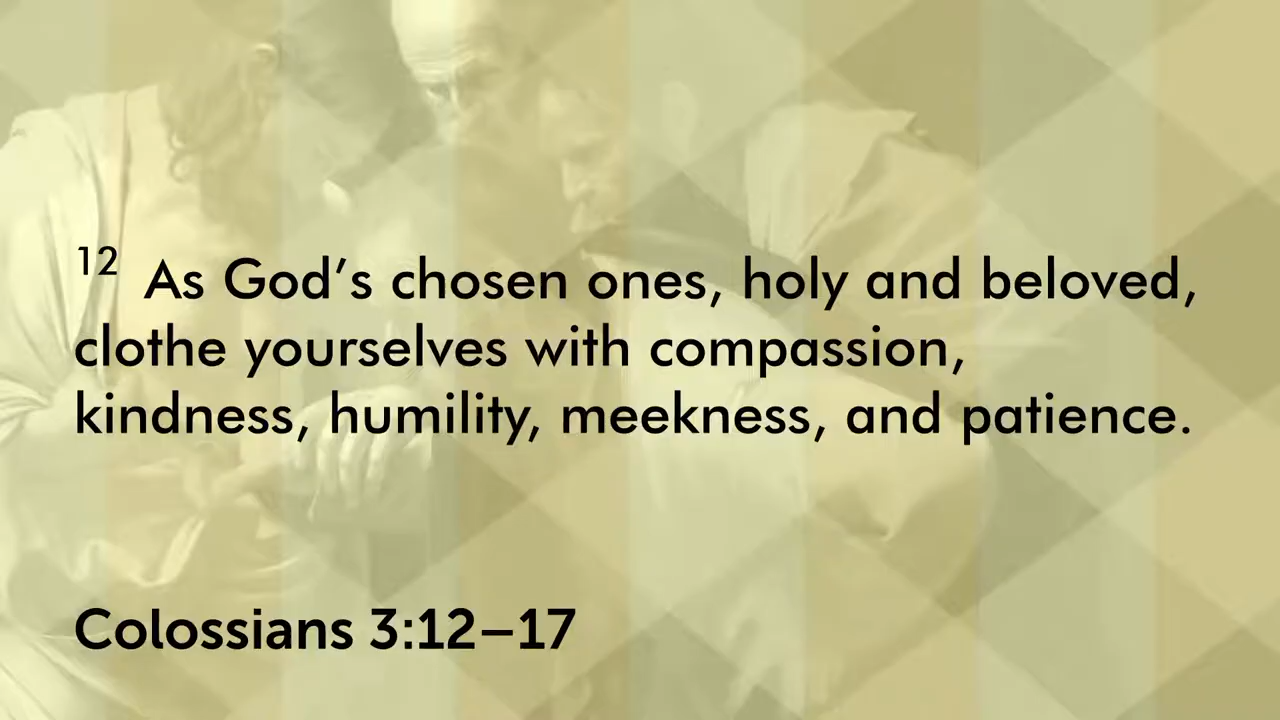 12 As God’s chosen ones, holy and beloved,
clothe yourselves with compassion,
kindness, humility, meekness, and patience.
Colossians 3:12–17